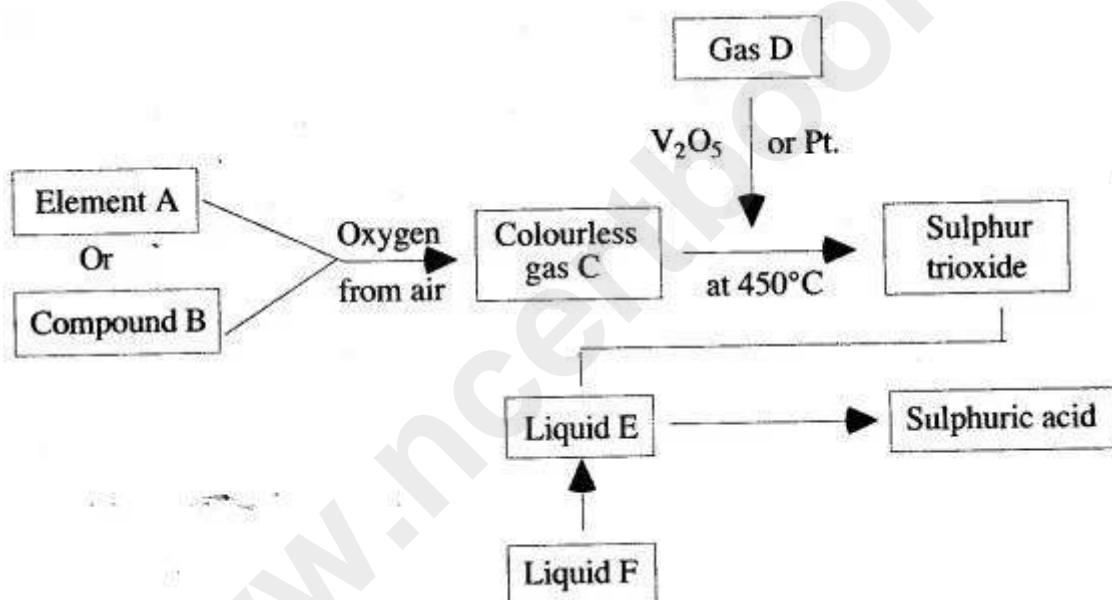 Gas D
V₂O₅ or Pt.
Element A
Or
Compound B
Oxygen
from air
Colourless
gas C
at 450°C
Sulphur
trioxide
Liquid E
Sulphuric acid
Liquid F